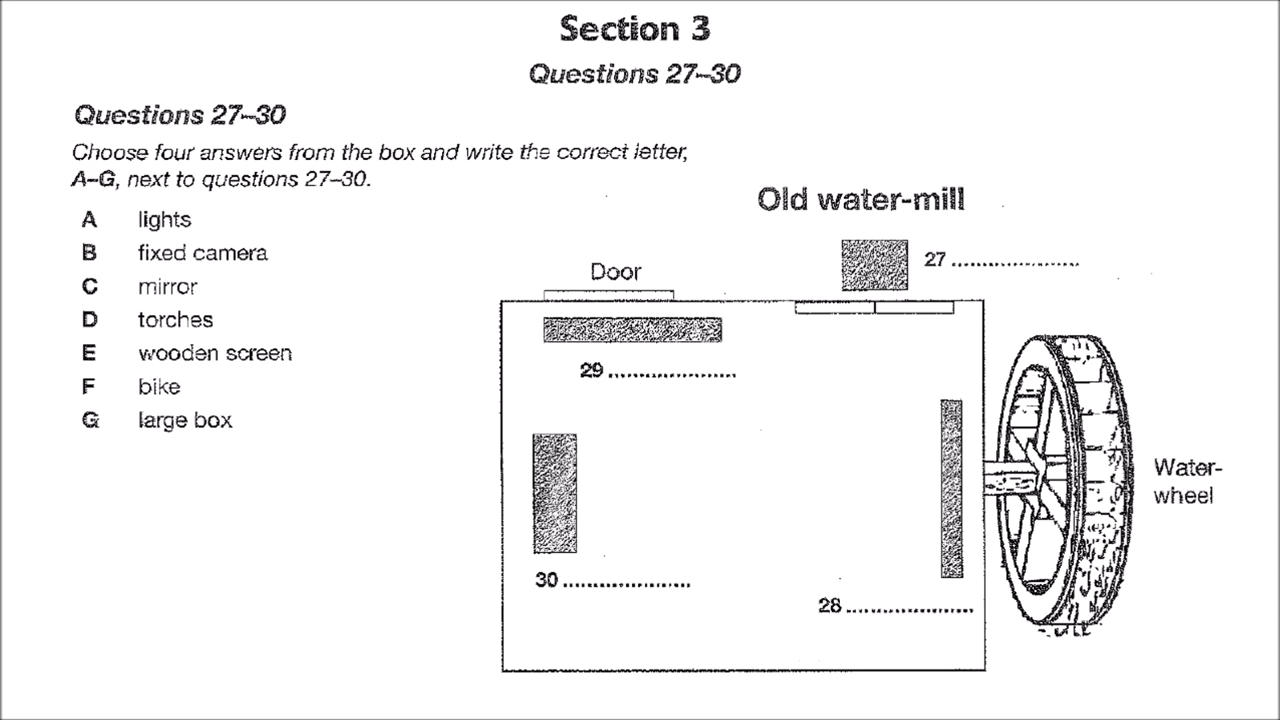 Section 3
Questions 27–30
Questions 27–30
Choose four answers from the box and write the correct letter,
A–G, next to questions 27–30.
A lights
B fixed camera
C mirror
D torches
E wooden screen
F bike
G large box
Old water-mill
27 ......................
Door
29 ......................
Water-
wheel
30 ......................
28 ......................